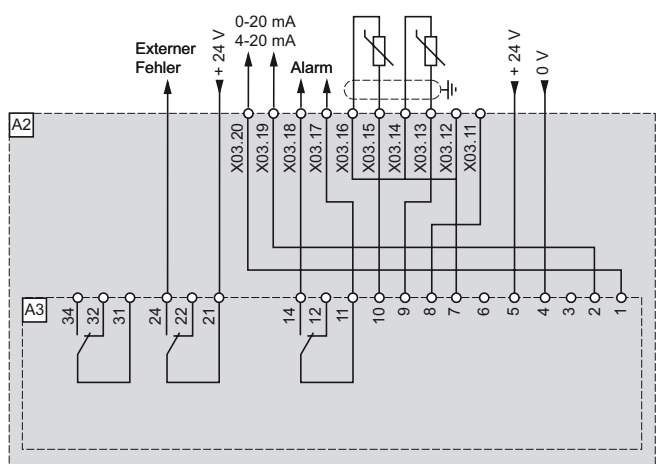 0-20 mA
4-20 mA
Externer
Fehler
+ 24 V
Alarm
+ 24 V
0 V
A2
X03.20
X03.19
X03.18
X03.17
X03.16
X03.15
X03.14
X03.13
X03.12
X03.11
A3
34
32
31
24
22
21
14
12
11
10
9
8
7
6
5
4
3
2
1